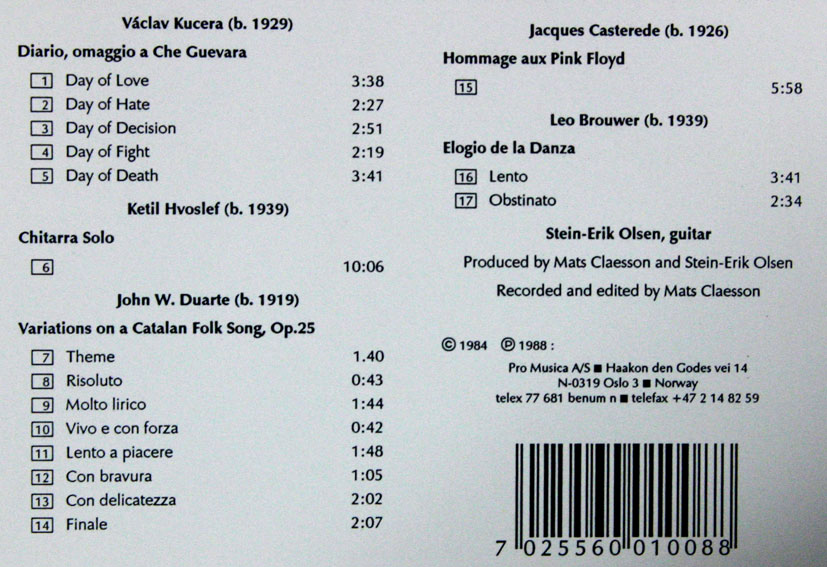 Václav Kucera (b. 1929)
Diario, omaggio a Che Guevara
1 Day of Love 3:38
2 Day of Hate 2:27
3 Day of Decision 2:51
4 Day of Fight 2:19
5 Day of Death 3:41
Ketil Hvoslef (b. 1939)
Chitarra Solo
6 10:06
John W. Duarte (b. 1919)
Variations on a Catalan Folk Song, Op.25
7 Theme 1.40
8 Risoluto 0:43
9 Molto lirico 1:44
10 Vivo e con forza 0:42
11 Lento a piacere 1:48
12 Con bravura 1:05
13 Con delicatezza 2:02
14 Finale 2:07
Jacques Casterede (b. 1926)
Hommage aux Pink Floyd
15 5:58
Leo Brouwer (b. 1939)
Elogio de la Danza
16 Lento 3:41
17 Obstinato 2:34
Stein-Erik Olsen, guitar
Produced by Mats Claesson and Stein-Erik Olsen
Recorded and edited by Mats Claesson
© 1984 ℗ 1988 :
Pro Musica A/S ■ Haakon den Godes vei 14
N-0319 Oslo 3 ■ Norway
telex 77 681 benum n ■ telefax +47 2 14 82 59
7 025560 010088